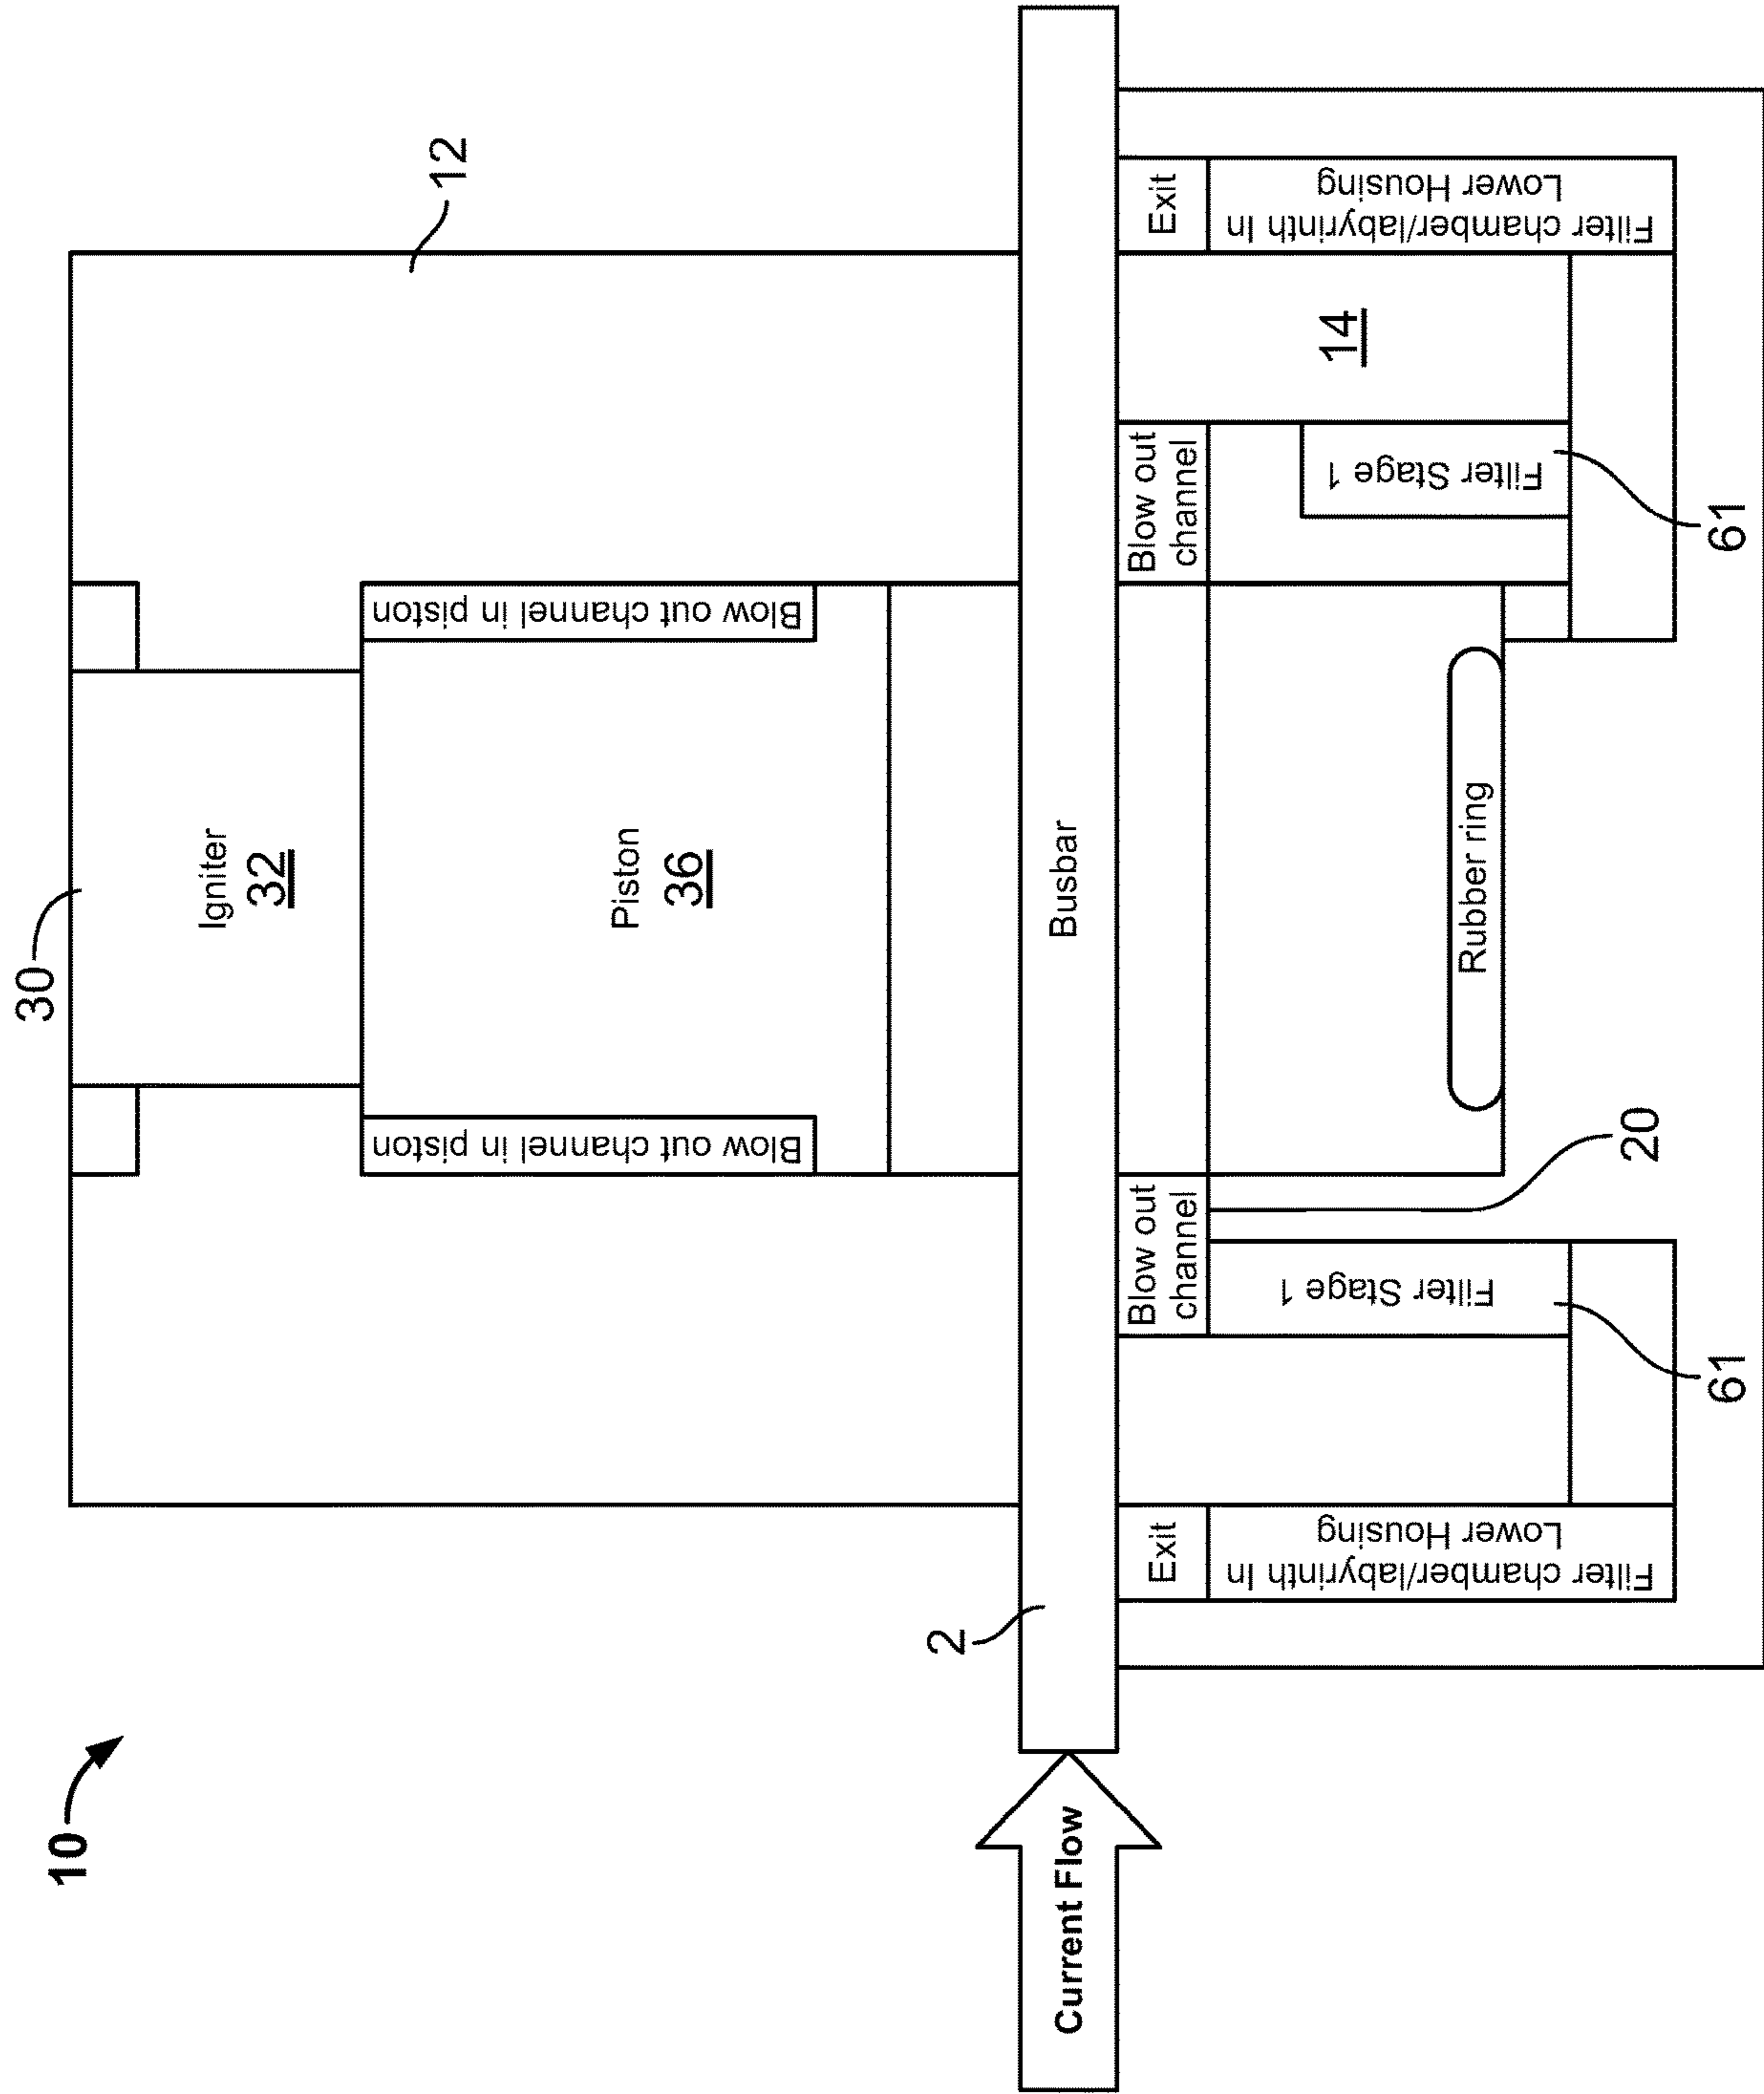 10
30
12
Igniter
32
Blow out channel in piston
Piston
36
Blow out channel in piston
2
Current Flow
Busbar
Exit
Blow out
channel
Blow out
channel
Exit
Filter chamber/labyrinth In
Lower Housing
Filter Stage 1
Rubber ring
Filter Stage 1
14
Filter chamber/labyrinth In
Lower Housing
61
20
61